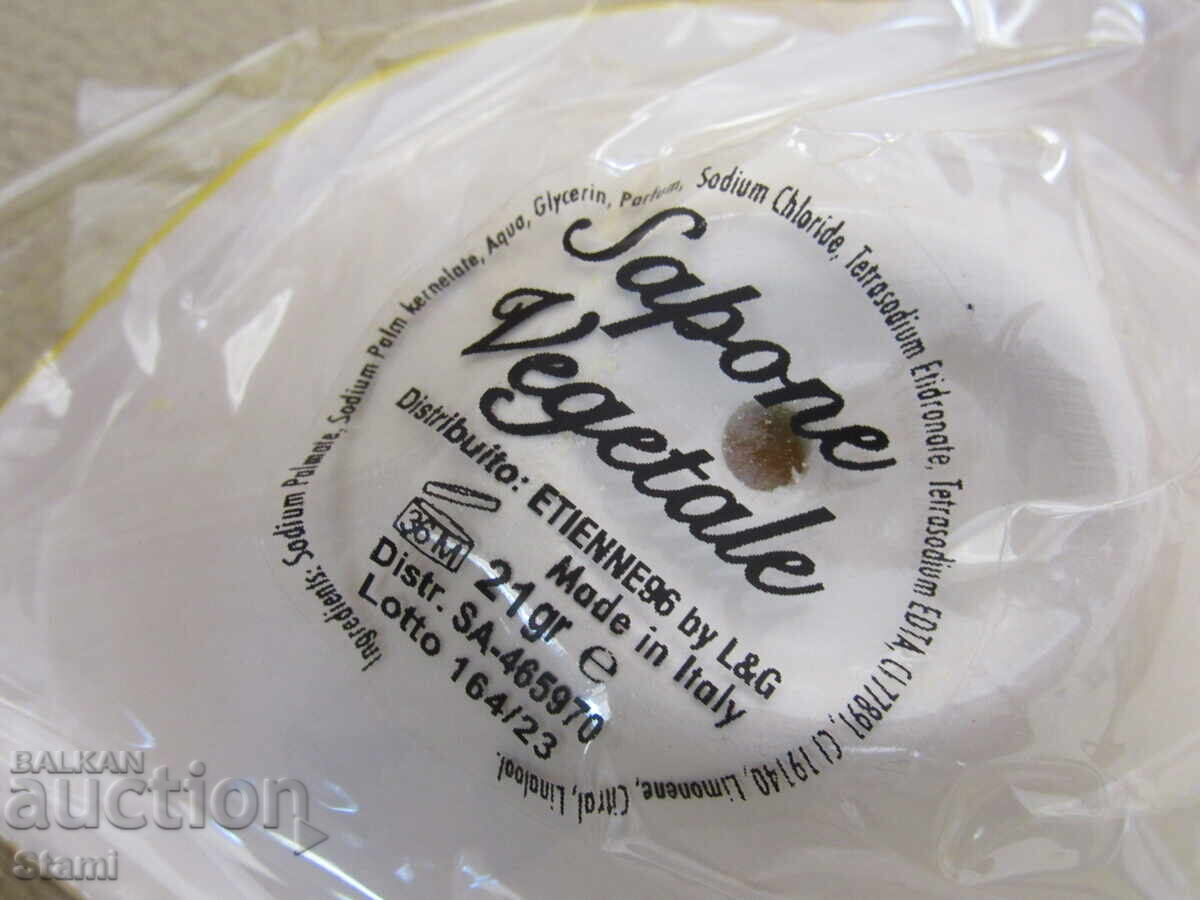 Ingredients: Sodium Palmate, Sodium Palm kernelate, Aqua, Glycerin, Parfum, Sodium Chloride, Tetrasodium Etidronate, Tetrasodium EDTA, CI 77891, CI 19140, Limonene, Citral, Linalool.
Sapone
Vegetale
Distribuito: ETIENNE96 by L&G
Made in Italy
36M 21gr e
Distr. SA-465970
Lotto 164/23
BALKAN
auction
Stami